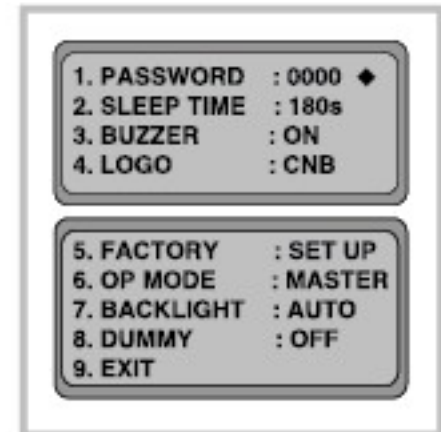 1. PASSWORD : 0000 ◆
2. SLEEP TIME : 180s
3. BUZZER : ON
4. LOGO : CNB
5. FACTORY : SET UP
6. OP MODE : MASTER
7. BACKLIGHT : AUTO
8. DUMMY : OFF
9. EXIT